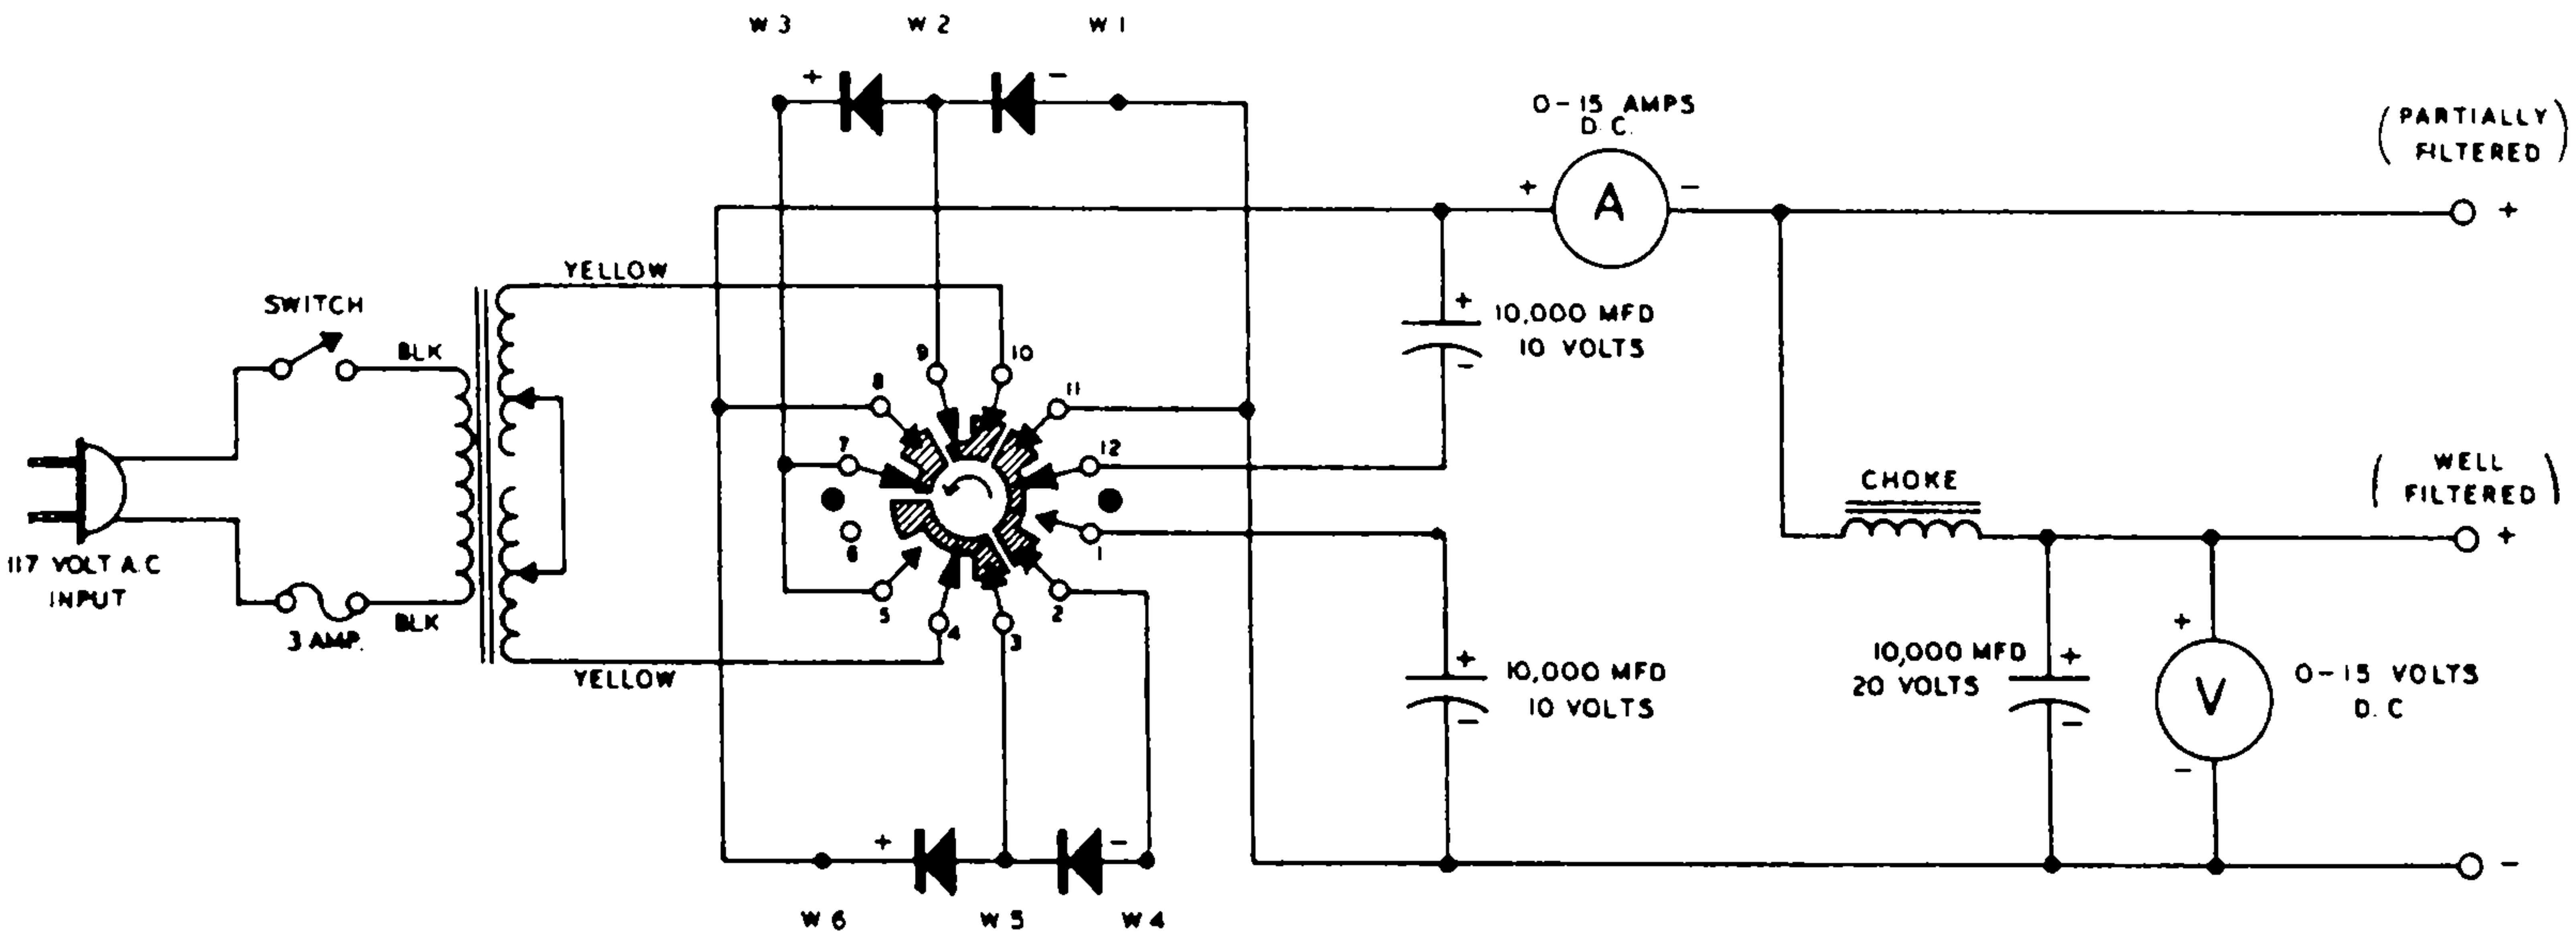 W 3
W 2
W 1
+
−
0-15 AMPS
D C.
(PARTIALLY
FILTERED)
+
−
+
YELLOW
SWITCH
BLK
+
10,000 MFD
10 VOLTS
−
9
10
8
11
7
12
6
1
5
4
3
2
A
(WELL
FILTERED)
CHOKE
+
117 VOLT A.C
INPUT
3 AMP.
BLK
YELLOW
+
10,000 MFD
10 VOLTS
−
10,000 MFD
20 VOLTS
+
−
+
V
−
0-15 VOLTS
D. C
+
−
−
W 6
W 5
W 4